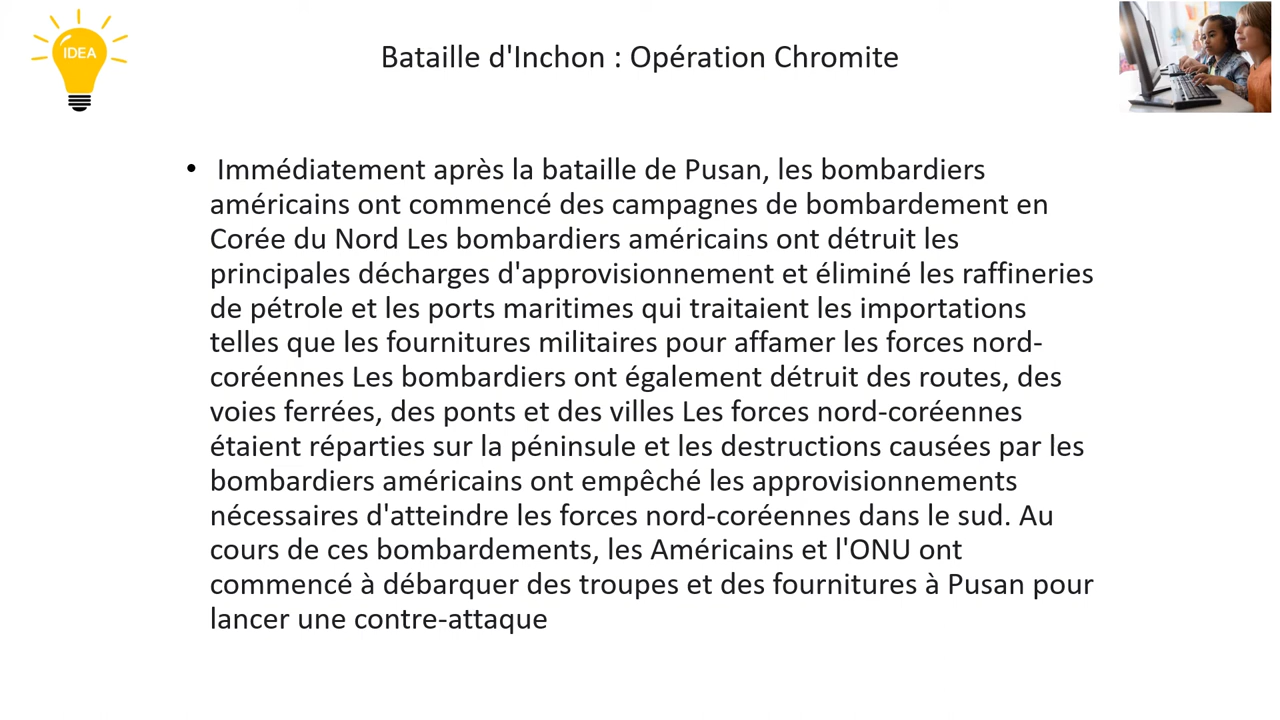 IDEA
Bataille d'Inchon : Opération Chromite
• Immédiatement après la bataille de Pusan, les bombardiers
américains ont commencé des campagnes de bombardement en
Corée du Nord Les bombardiers américains ont détruit les
principales décharges d'approvisionnement et éliminé les raffineries
de pétrole et les ports maritimes qui traitaient les importations
telles que les fournitures militaires pour affamer les forces nord-
coréennes Les bombardiers ont également détruit des routes, des
voies ferrées, des ponts et des villes Les forces nord-coréennes
étaient réparties sur la péninsule et les destructions causées par les
bombardiers américains ont empêché les approvisionnements
nécessaires d'atteindre les forces nord-coréennes dans le sud. Au
cours de ces bombardements, les Américains et l'ONU ont
commencé à débarquer des troupes et des fournitures à Pusan pour
lancer une contre-attaque